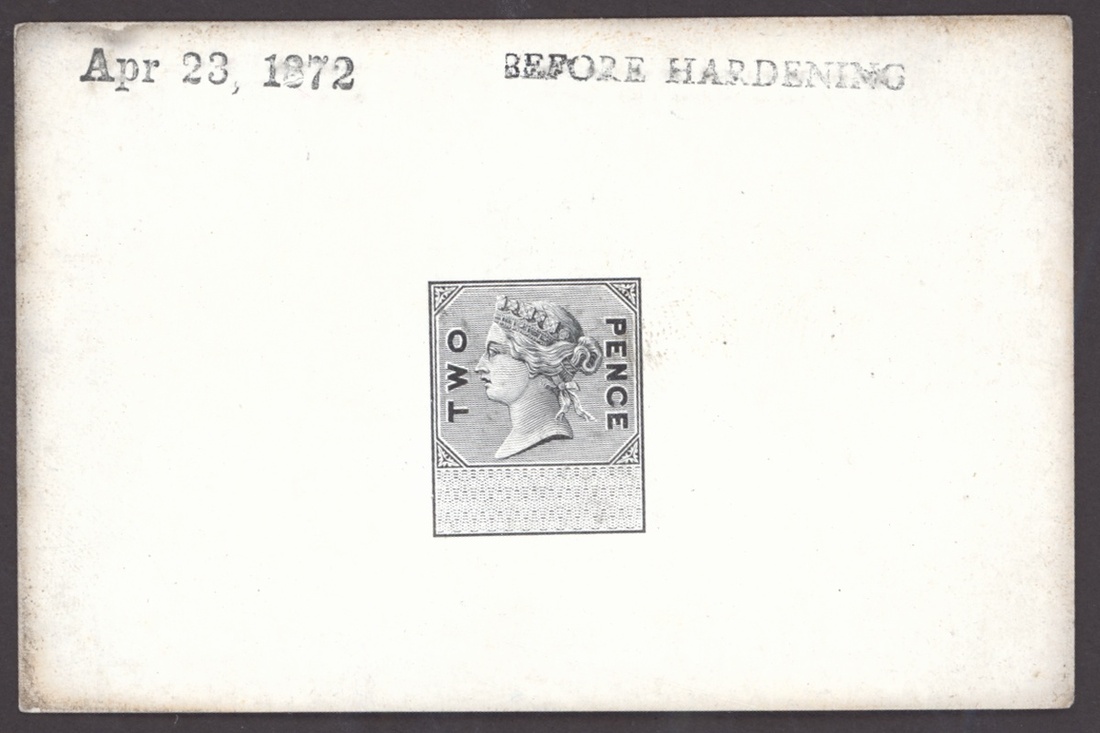 Apr 23, 1872
BEFORE HARDENING
TWO
PENCE